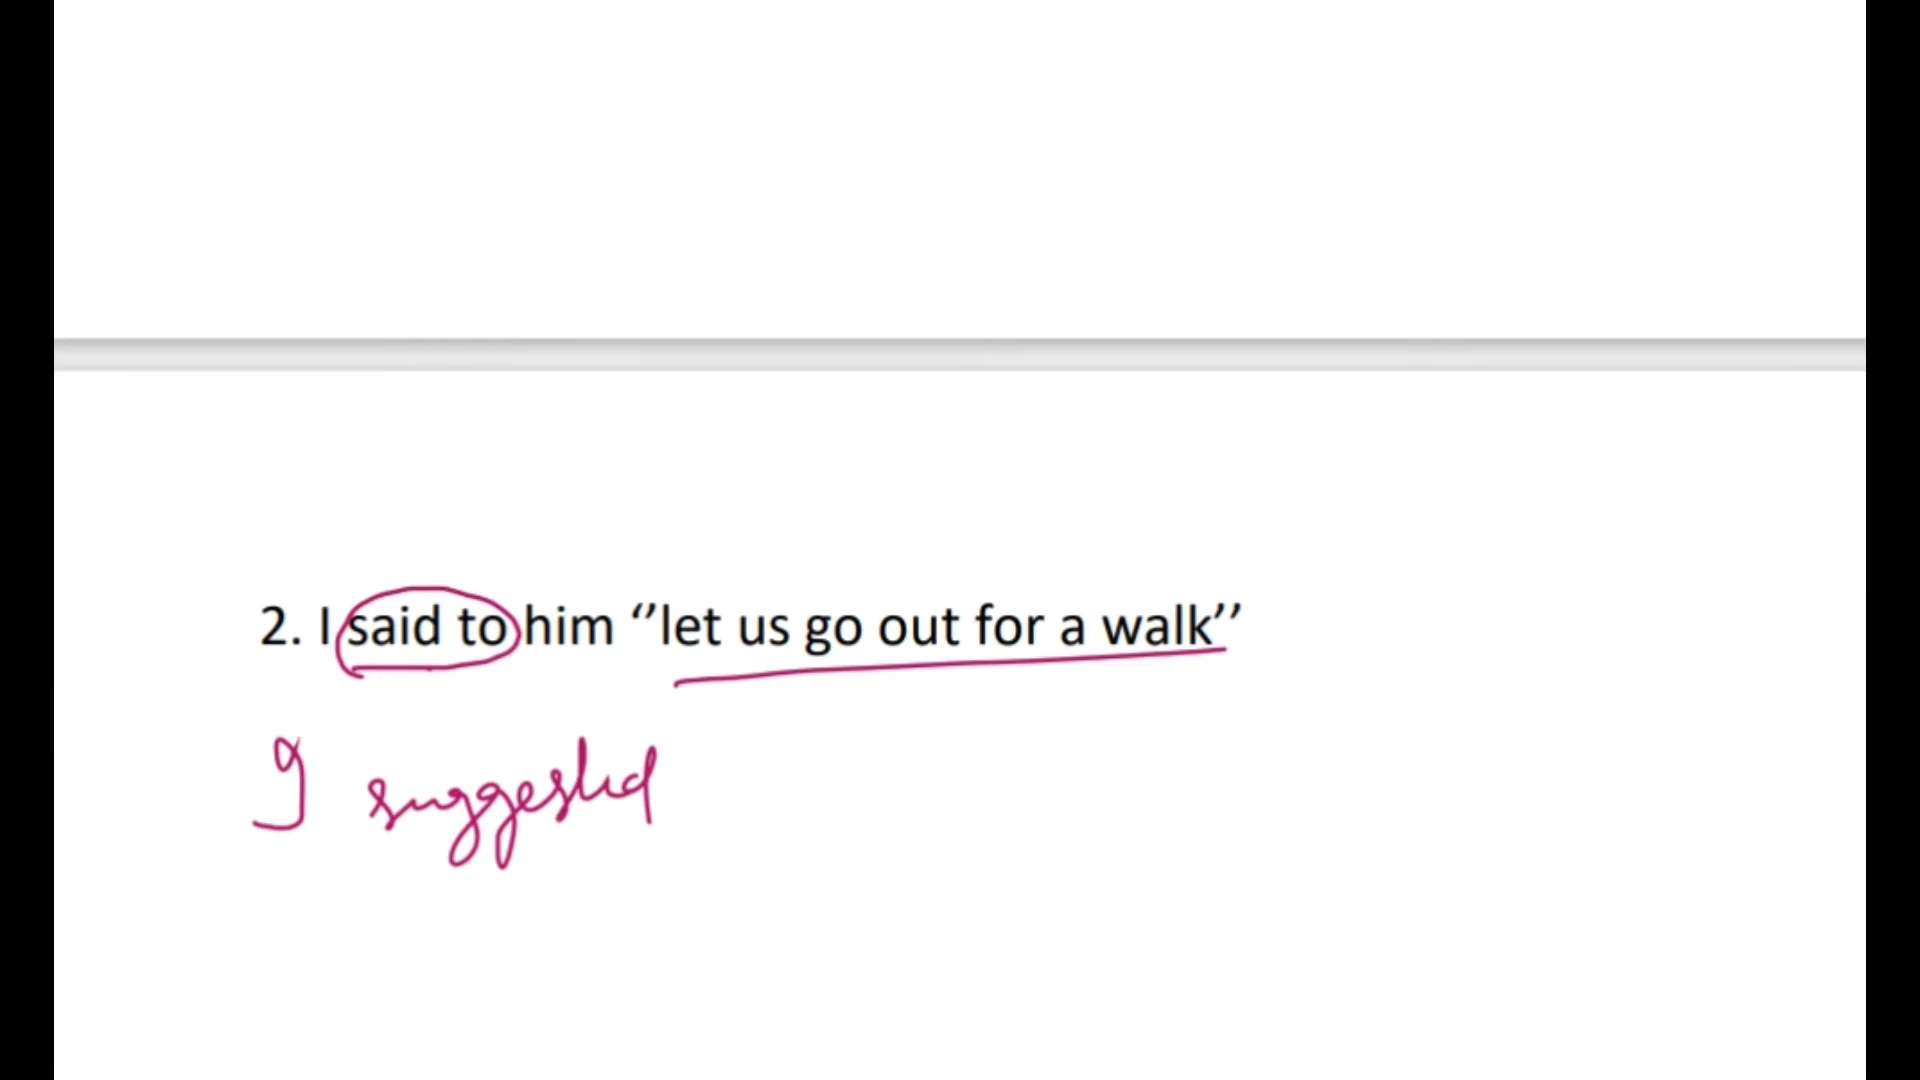 2. I said to him ‘’let us go out for a walk’’
I suggested